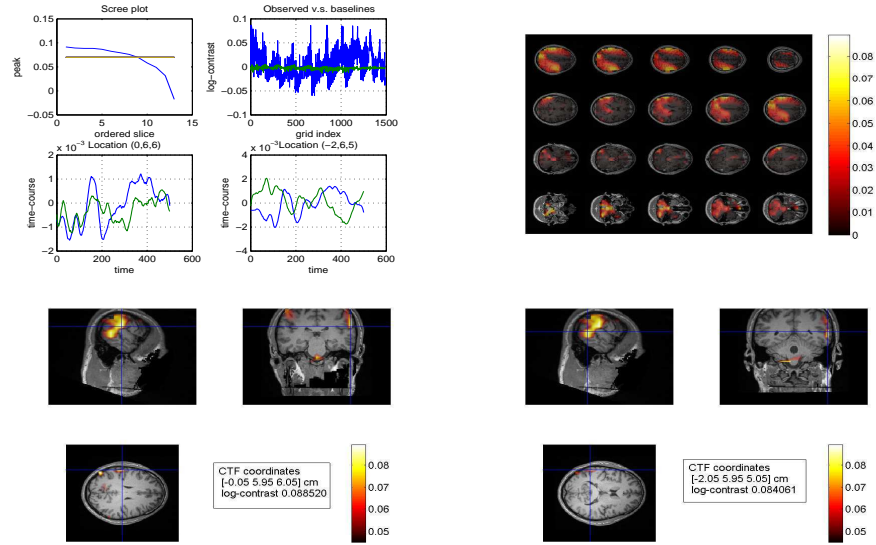 Scree plot
0.15
0.1
0.05
0
−0.05
peak
0
5
10
15
ordered slice
Observed v.s. baselines
0.1
0.05
0
−0.05
−0.1
log−contrast
0
500
1000
1500
grid index
x 10⁻³ Location (0,6,6)
2
1
0
−1
−2
time−course
0
200
400
600
time
x 10⁻³ Location (−2,6,5)
4
2
0
−2
−4
time−course
0
200
400
600
time
0.08
0.07
0.06
0.05
0.04
0.03
0.02
0.01
0
CTF coordinates
[-0.05 5.95 6.05] cm
log-contrast 0.088520
0.08
0.07
0.06
0.05
CTF coordinates
[-2.05 5.95 5.05] cm
log-contrast 0.084061
0.08
0.07
0.06
0.05